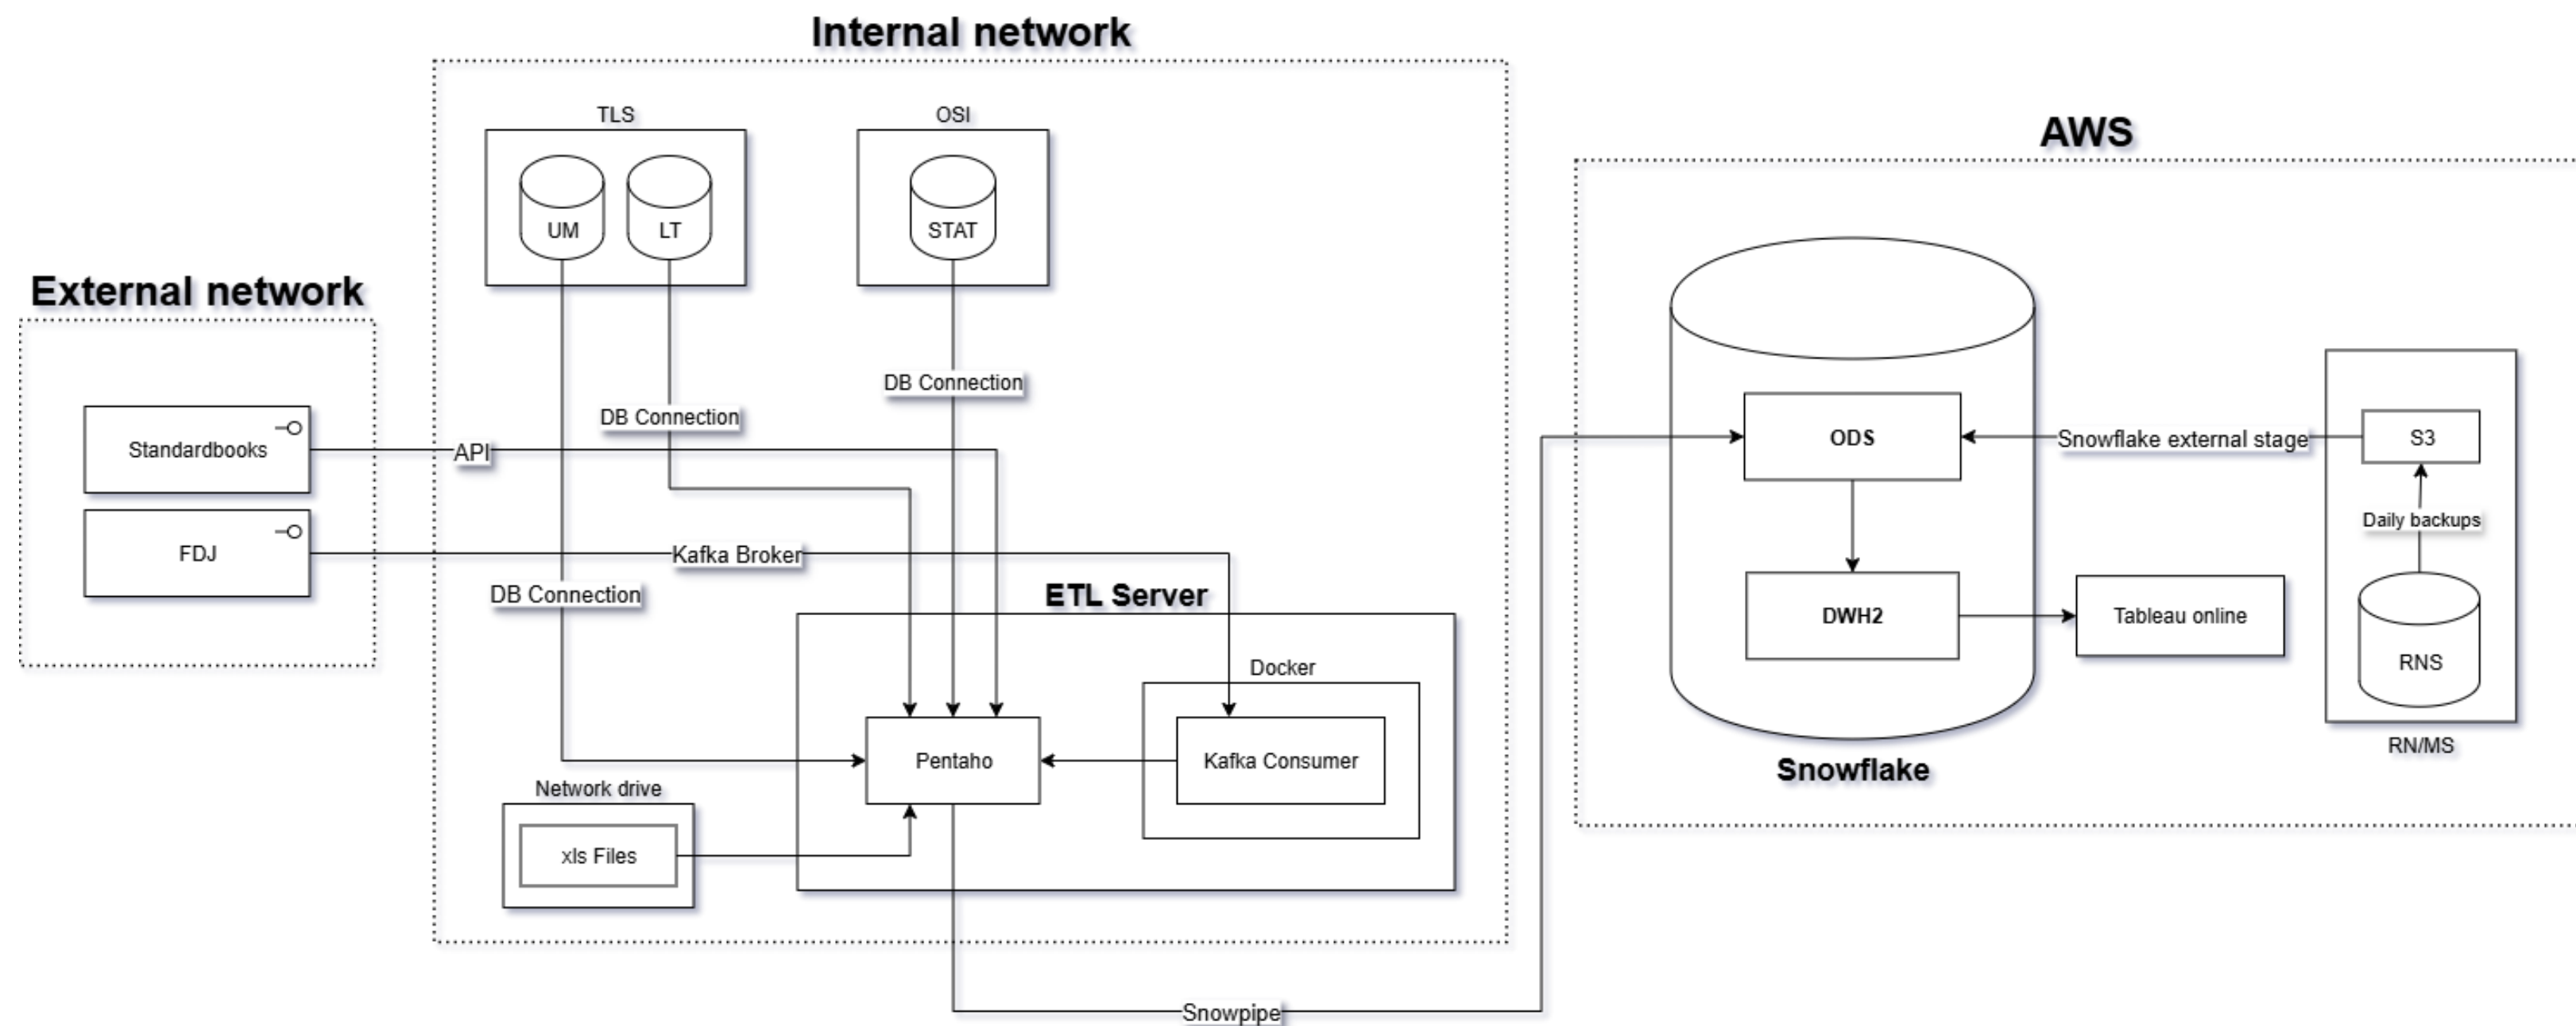 Internal network
TLS
OSI
AWS
UM
LT
STAT
External network
DB Connection
DB Connection
Standardbooks
API
ODS
Snowflake external stage
S3
Daily backups
FDJ
Kafka Broker
DB Connection
ETL Server
DWH2
Tableau online
RNS
Docker
Pentaho
Kafka Consumer
RN/MS
Snowflake
Network drive
xls Files
Snowpipe